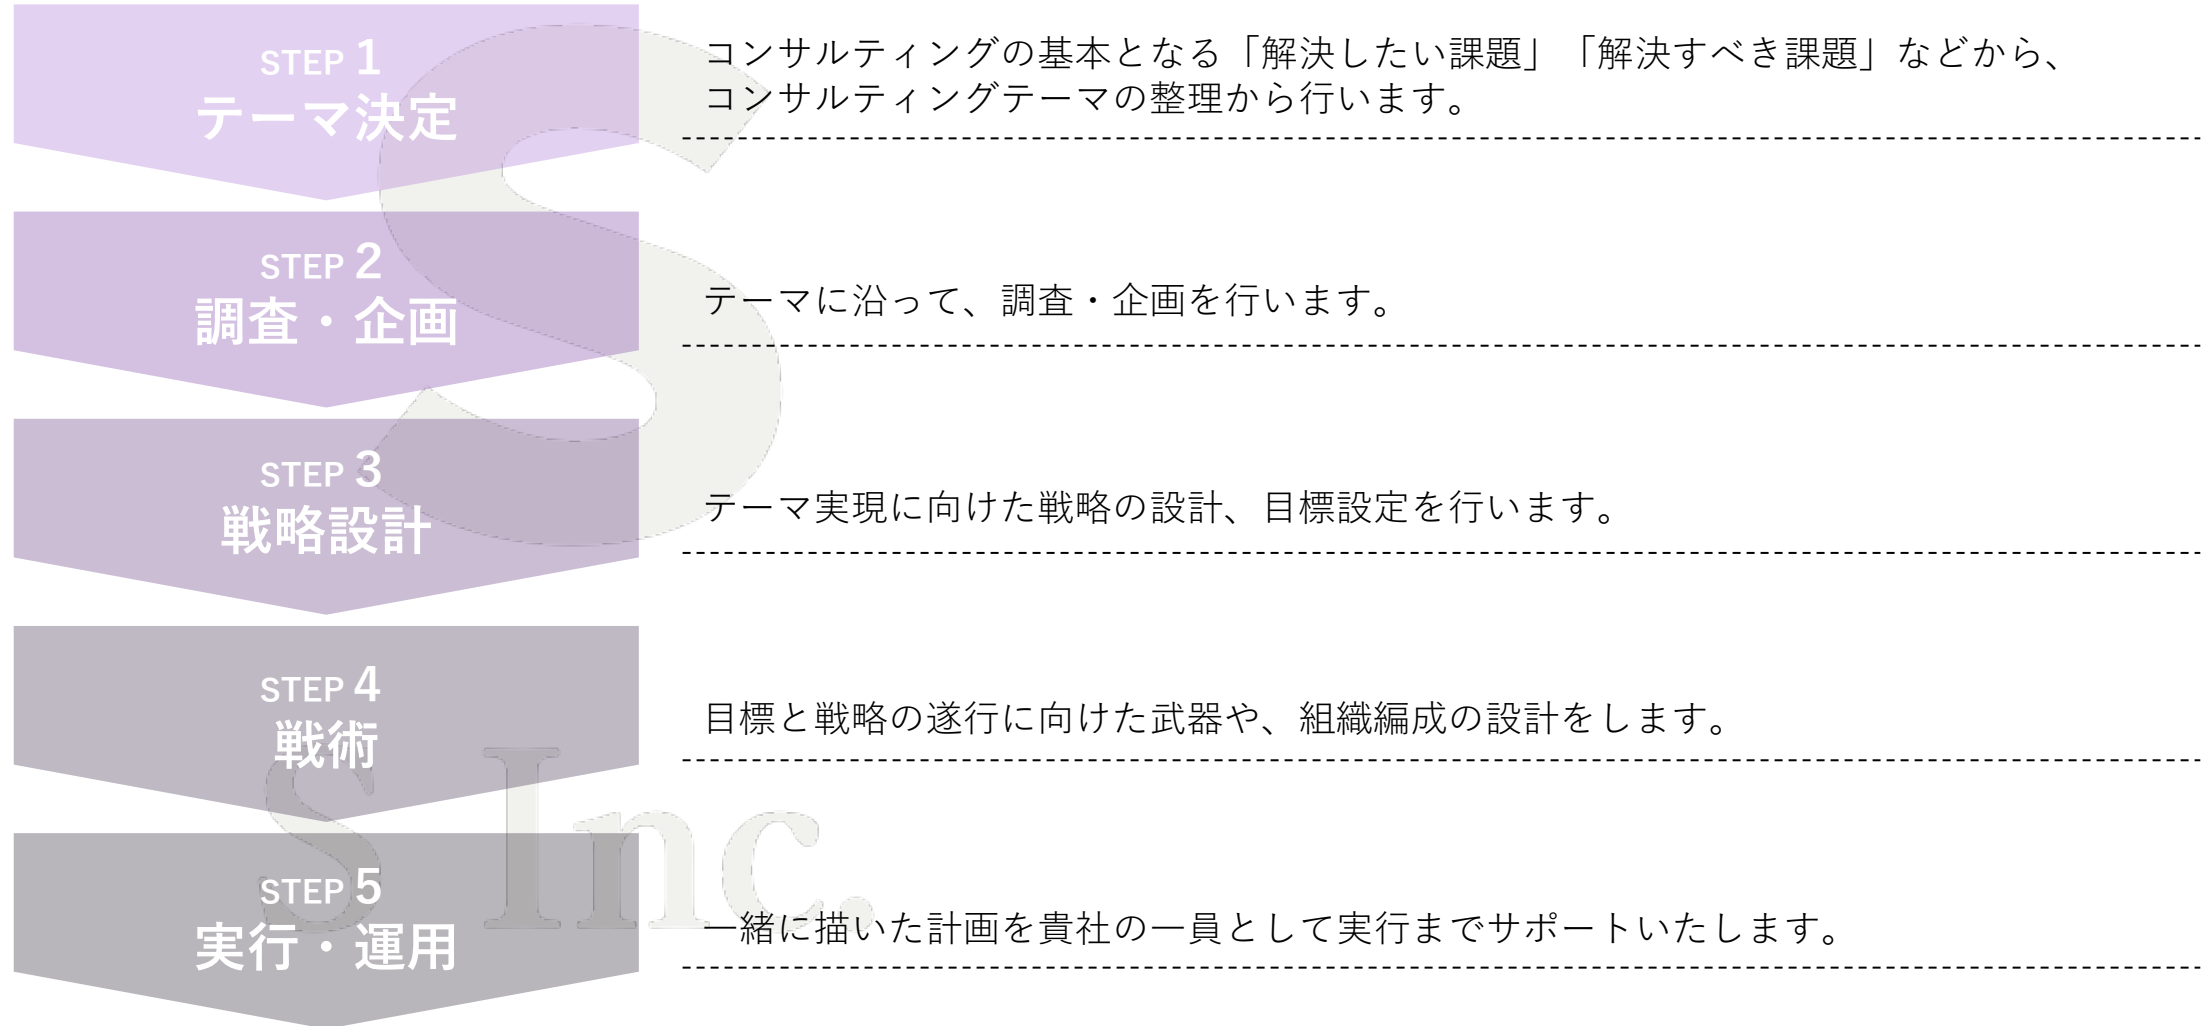 STEP 1
テーマ決定
コンサルティングの基本となる「解決したい課題」「解決すべき課題」などから、
コンサルティングテーマの整理から行います。
STEP 2
調査・企画
テーマに沿って、調査・企画を行います。
STEP 3
戦略設計
テーマ実現に向けた戦略の設計、目標設定を行います。
STEP 4
戦術
目標と戦略の遂行に向けた武器や、組織編成の設計をします。
STEP 5
実行・運用
一緒に描いた計画を貴社の一員として実行までサポートいたします。
S
S Inc.